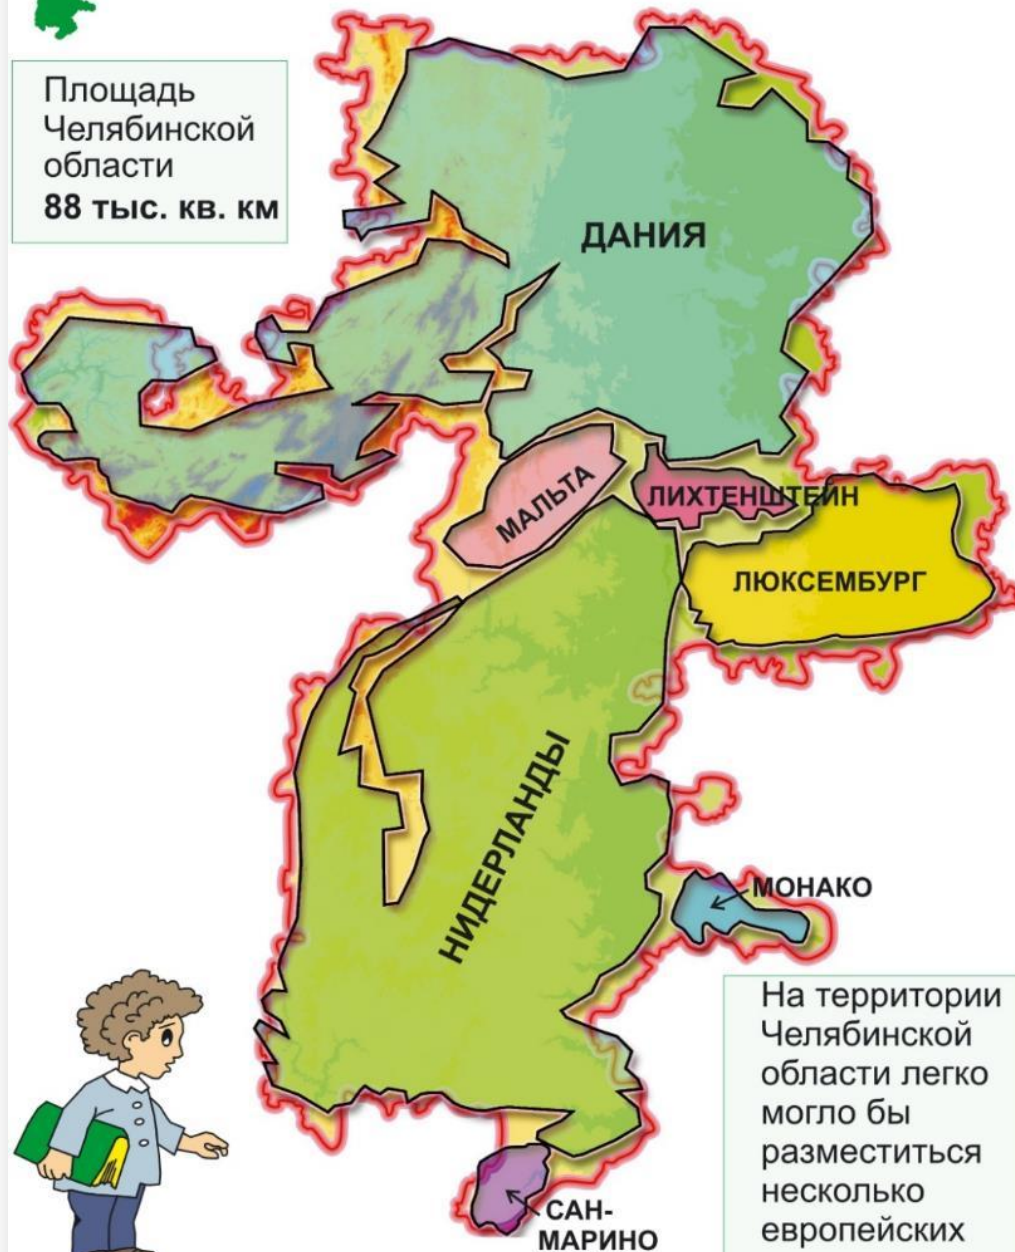 Площадь
Челябинской
области
88 тыс. кв. км
ДАНИЯ
МАЛЬТА
ЛИХТЕНШТЕЙН
ЛЮКСЕМБУРГ
НИДЕРЛАНДЫ
МОНАКО
На территории
Челябинской
области легко
могло бы
разместиться
несколько
европейских
САН-
МАРИНО